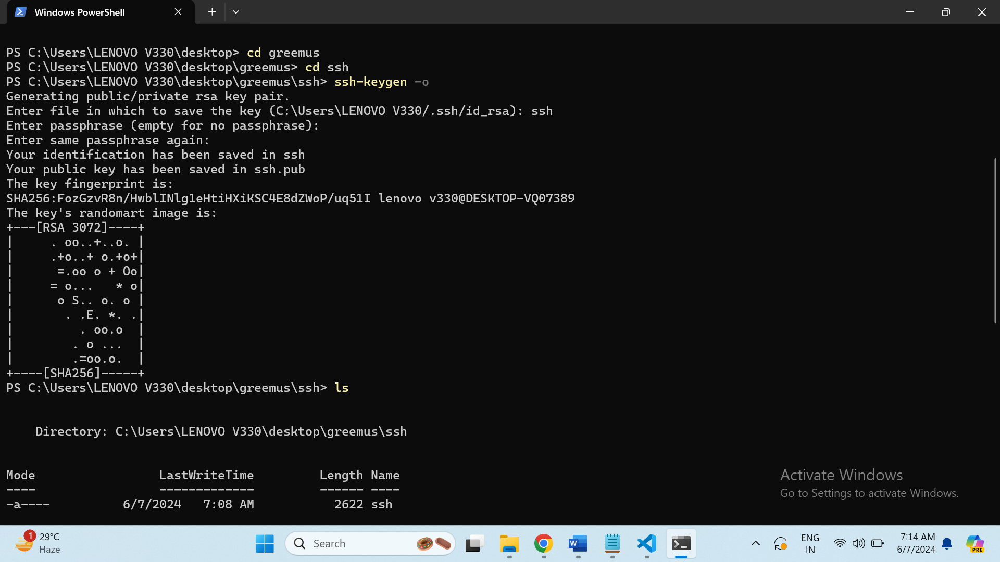 Windows PowerShell
PS C:\Users\LENOVO V330\desktop> cd greemus
PS C:\Users\LENOVO V330\desktop\greemus> cd ssh
PS C:\Users\LENOVO V330\desktop\greemus\ssh> ssh-keygen -o
Generating public/private rsa key pair.
Enter file in which to save the key (C:\Users\LENOVO V330/.ssh/id_rsa): ssh
Enter passphrase (empty for no passphrase):
Enter same passphrase again:
Your identification has been saved in ssh
Your public key has been saved in ssh.pub
The key fingerprint is:
SHA256:FozGzvR8n/HwblINlg1eHtiHXiKSC4E8dZWoP/uq51I lenovo v330@DESKTOP-VQ07389
The key's randomart image is:
+---[RSA 3072]----+
|     . oo..+..o. |
|     .+o..+ o.+o+|
|      =.oo o + Oo|
|     = o...   * o|
|      o S.. o. o |
|       . .E. *. .|
|         . oo.o  |
|        . o ...  |
|        .=oo.o.  |
+----[SHA256]-----+
PS C:\Users\LENOVO V330\desktop\greemus\ssh> ls
Directory: C:\Users\LENOVO V330\desktop\greemus\ssh
Mode LastWriteTime Length Name
---- ------------- ------ ----
-a---- 6/7/2024 7:08 AM 2622 ssh
Activate Windows
Go to Settings to activate Windows.
1
29°C
Haze
Search
W
ENG
IN
7:14 AM
6/7/2024
PRE